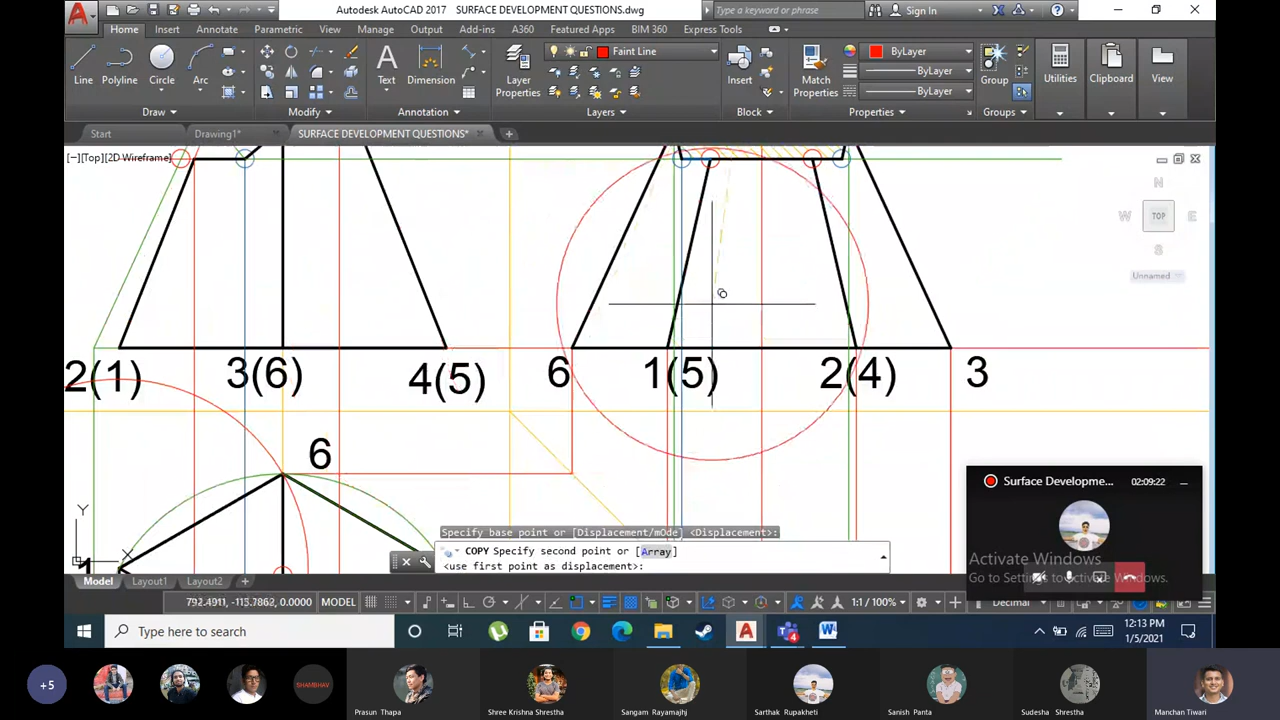 Autodesk AutoCAD 2017 SURFACE DEVELOPMENT QUESTIONS.dwg
Type a keyword or phrase
Sign In
Home Insert Annotate Parametric View Manage Output Add-ins A360 Featured Apps BIM 360 Express Tools
Line Polyline Circle Arc
Text Dimension
Layer Properties
Faint Line
Insert
Match Properties
ByLayer
ByLayer
ByLayer
Group
Utilities
Clipboard
View
Draw Modify Annotation Layers Block Properties Groups
Start Drawing1* SURFACE DEVELOPMENT QUESTIONS*
[−][Top][2D Wireframe]
N
W TOP E
S
Unnamed
2(1) 3(6) 4(5) 6 1(5) 2(4) 3
6
Y
1
Surface Developme... 02:09:22
Specify base point or [Displacement/mOde] <Displacement>:
COPY Specify second point or [Array]
<use first point as displacement>:
Activate Windows
Go to Settings to activate Windows.
Model Layout1 Layout2 +
792.4911, -115.7862, 0.0000 MODEL 1:1 / 100% Decimal
Type here to search
12:13 PM
1/5/2021
+5
SHAMBHAV
Prasun Thapa
Shree Krishna Shrestha
Sangam Rayamajhi
Sarthak Rupakheti
Sanish Panta
Sudesha Shrestha
Manchan Tiwari